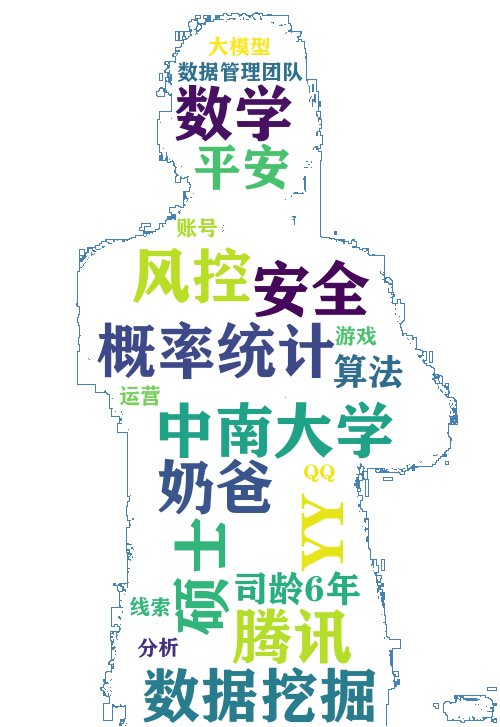 大模型
数据管理团队
数学
平安
账号
风控
安全
概率统计
游戏
算法
运营
中南大学
奶爸
QQ
YY
硕士
司龄6年
线索
腾讯
分析
数据挖掘